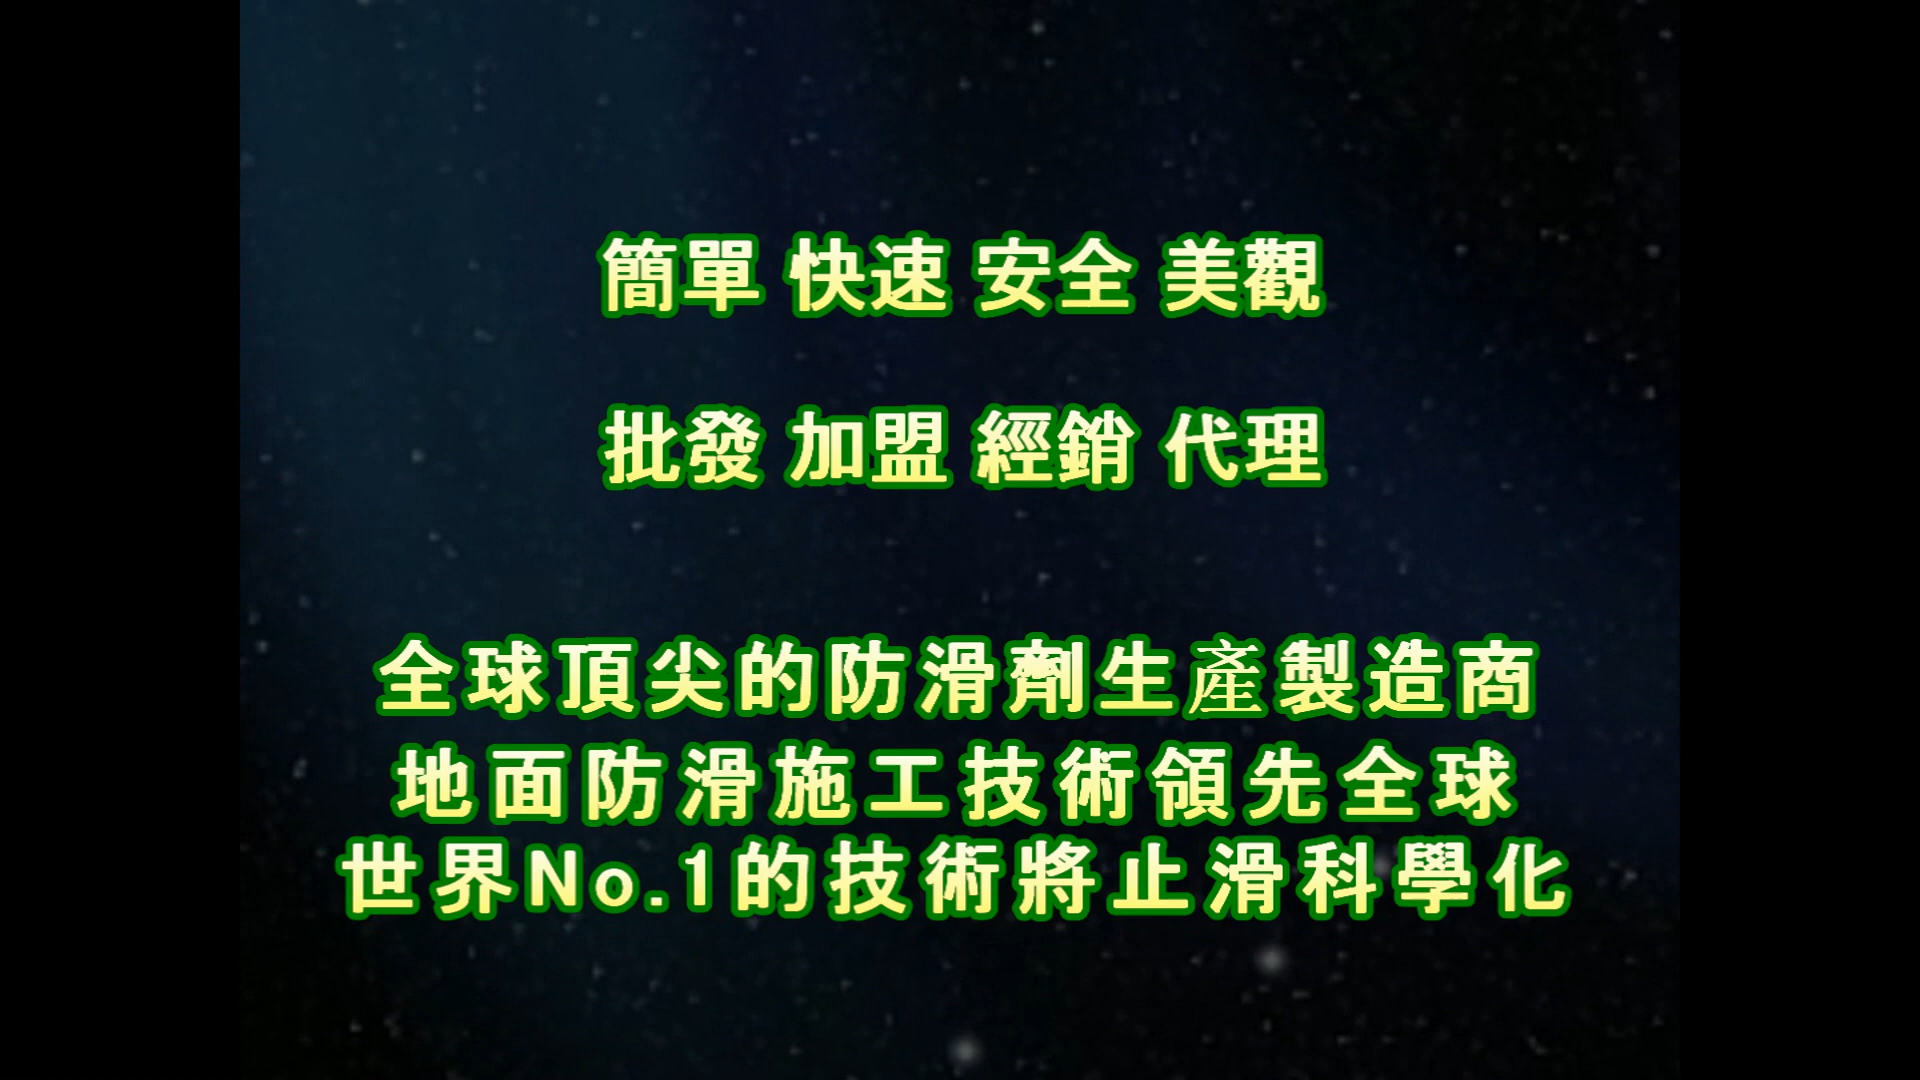 簡單 快速 安全 美觀
批發 加盟 經銷 代理
全球頂尖的防滑劑生產製造商
地面防滑施工技術領先全球
世界No.1的技術將止滑科學化